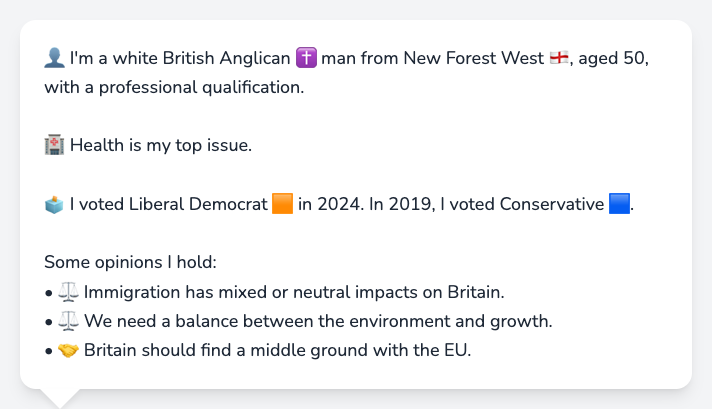 👤 I'm a white British Anglican ✝️ man from New Forest West 🏴󠁧󠁢󠁥󠁮󠁧󠁿, aged 50,
with a professional qualification.
🏥 Health is my top issue.
🗳️ I voted Liberal Democrat 🟧 in 2024. In 2019, I voted Conservative 🟦.
Some opinions I hold:
• ⚖️ Immigration has mixed or neutral impacts on Britain.
• ⚖️ We need a balance between the environment and growth.
• 🤝 Britain should find a middle ground with the EU.